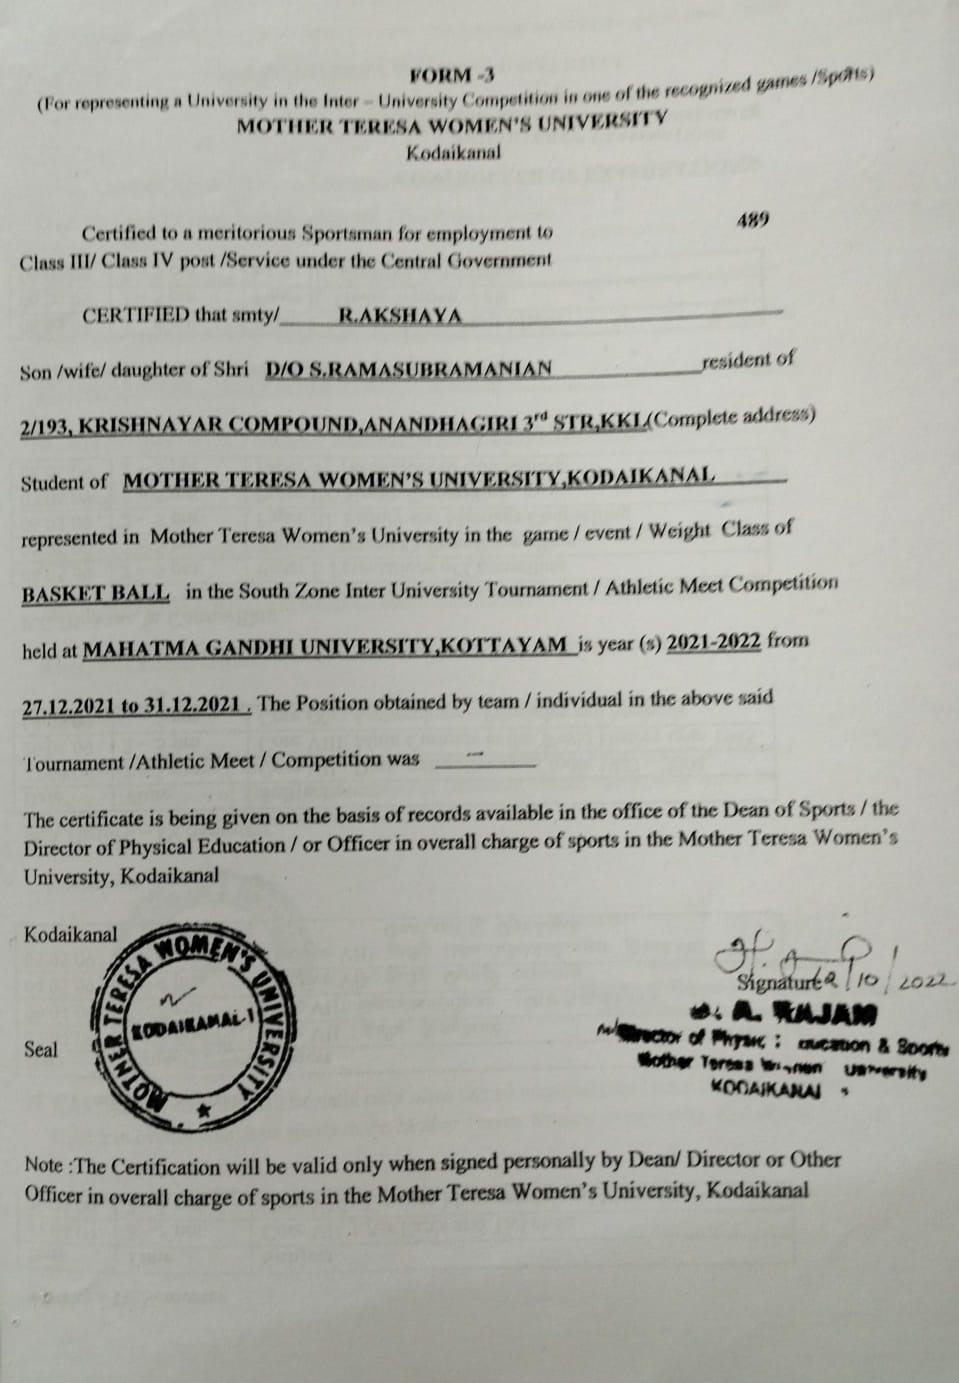 FORM -3
(For representing a University in the Inter – University Competition in one of the recognized games /Sports)
MOTHER TERESA WOMEN'S UNIVERSITY
Kodaikanal
489
Certified to a meritorious Sportsman for employment to
Class III/ Class IV post /Service under the Central Government
CERTIFIED that smty/ R.AKSHAYA
Son /wife/ daughter of Shri D/O S.RAMASUBRAMANIAN resident of
2/193, KRISHNAYAR COMPOUND,ANANDHAGIRI 3rd STR,KKL(Complete address)
Student of MOTHER TERESA WOMEN'S UNIVERSITY,KODAIKANAL
represented in Mother Teresa Women's University in the game / event / Weight Class of
BASKET BALL in the South Zone Inter University Tournament / Athletic Meet Competition
held at MAHATMA GANDHI UNIVERSITY,KOTTAYAM is year (s) 2021-2022 from
27.12.2021 to 31.12.2021 . The Position obtained by team / individual in the above said
Tournament /Athletic Meet / Competition was —
The certificate is being given on the basis of records available in the office of the Dean of Sports / the
Director of Physical Education / or Officer in overall charge of sports in the Mother Teresa Women's
University, Kodaikanal
Kodaikanal
MOTHER TERESA WOMEN'S UNIVERSITY
KODAIKANAL-1
Seal
Signature /10/2022
A. RAJAM
Director of & Sports
Mother Teresa University
KODAIKANAL
Note :The Certification will be valid only when signed personally by Dean/ Director or Other
Officer in overall charge of sports in the Mother Teresa Women's University, Kodaikanal